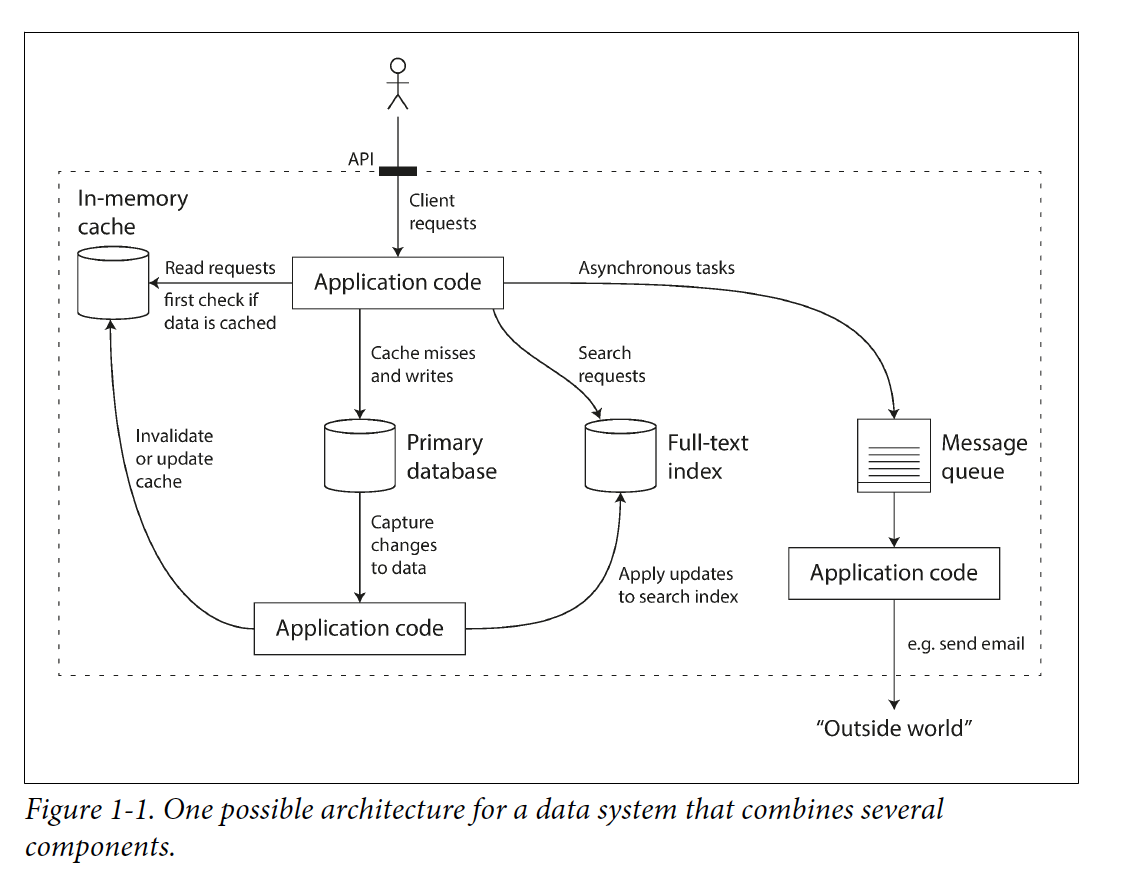 API
Client
requests
In-memory
cache
Read requests
first check if
data is cached
Application code
Asynchronous tasks
Cache misses
and writes
Search
requests
Invalidate
or update
cache
Primary
database
Full-text
index
Message
queue
Capture
changes
to data
Apply updates
to search index
Application code
Application code
e.g. send email
“Outside world”
Figure 1-1. One possible architecture for a data system that combines several
components.